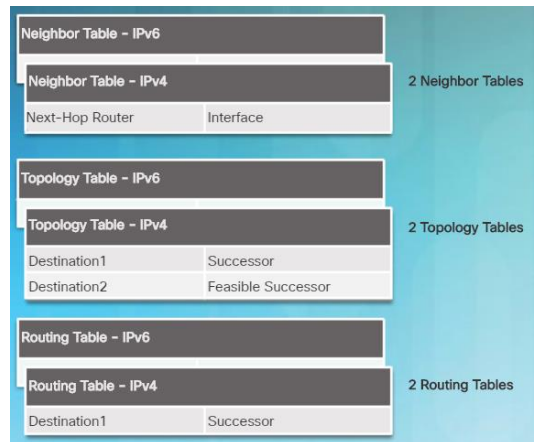 Neighbor Table – IPv6
Neighbor Table – IPv4
2 Neighbor Tables
Next-Hop Router Interface
Topology Table – IPv6
Topology Table – IPv4
2 Topology Tables
Destination1 Successor
Destination2 Feasible Successor
Routing Table – IPv6
Routing Table – IPv4
2 Routing Tables
Destination1 Successor